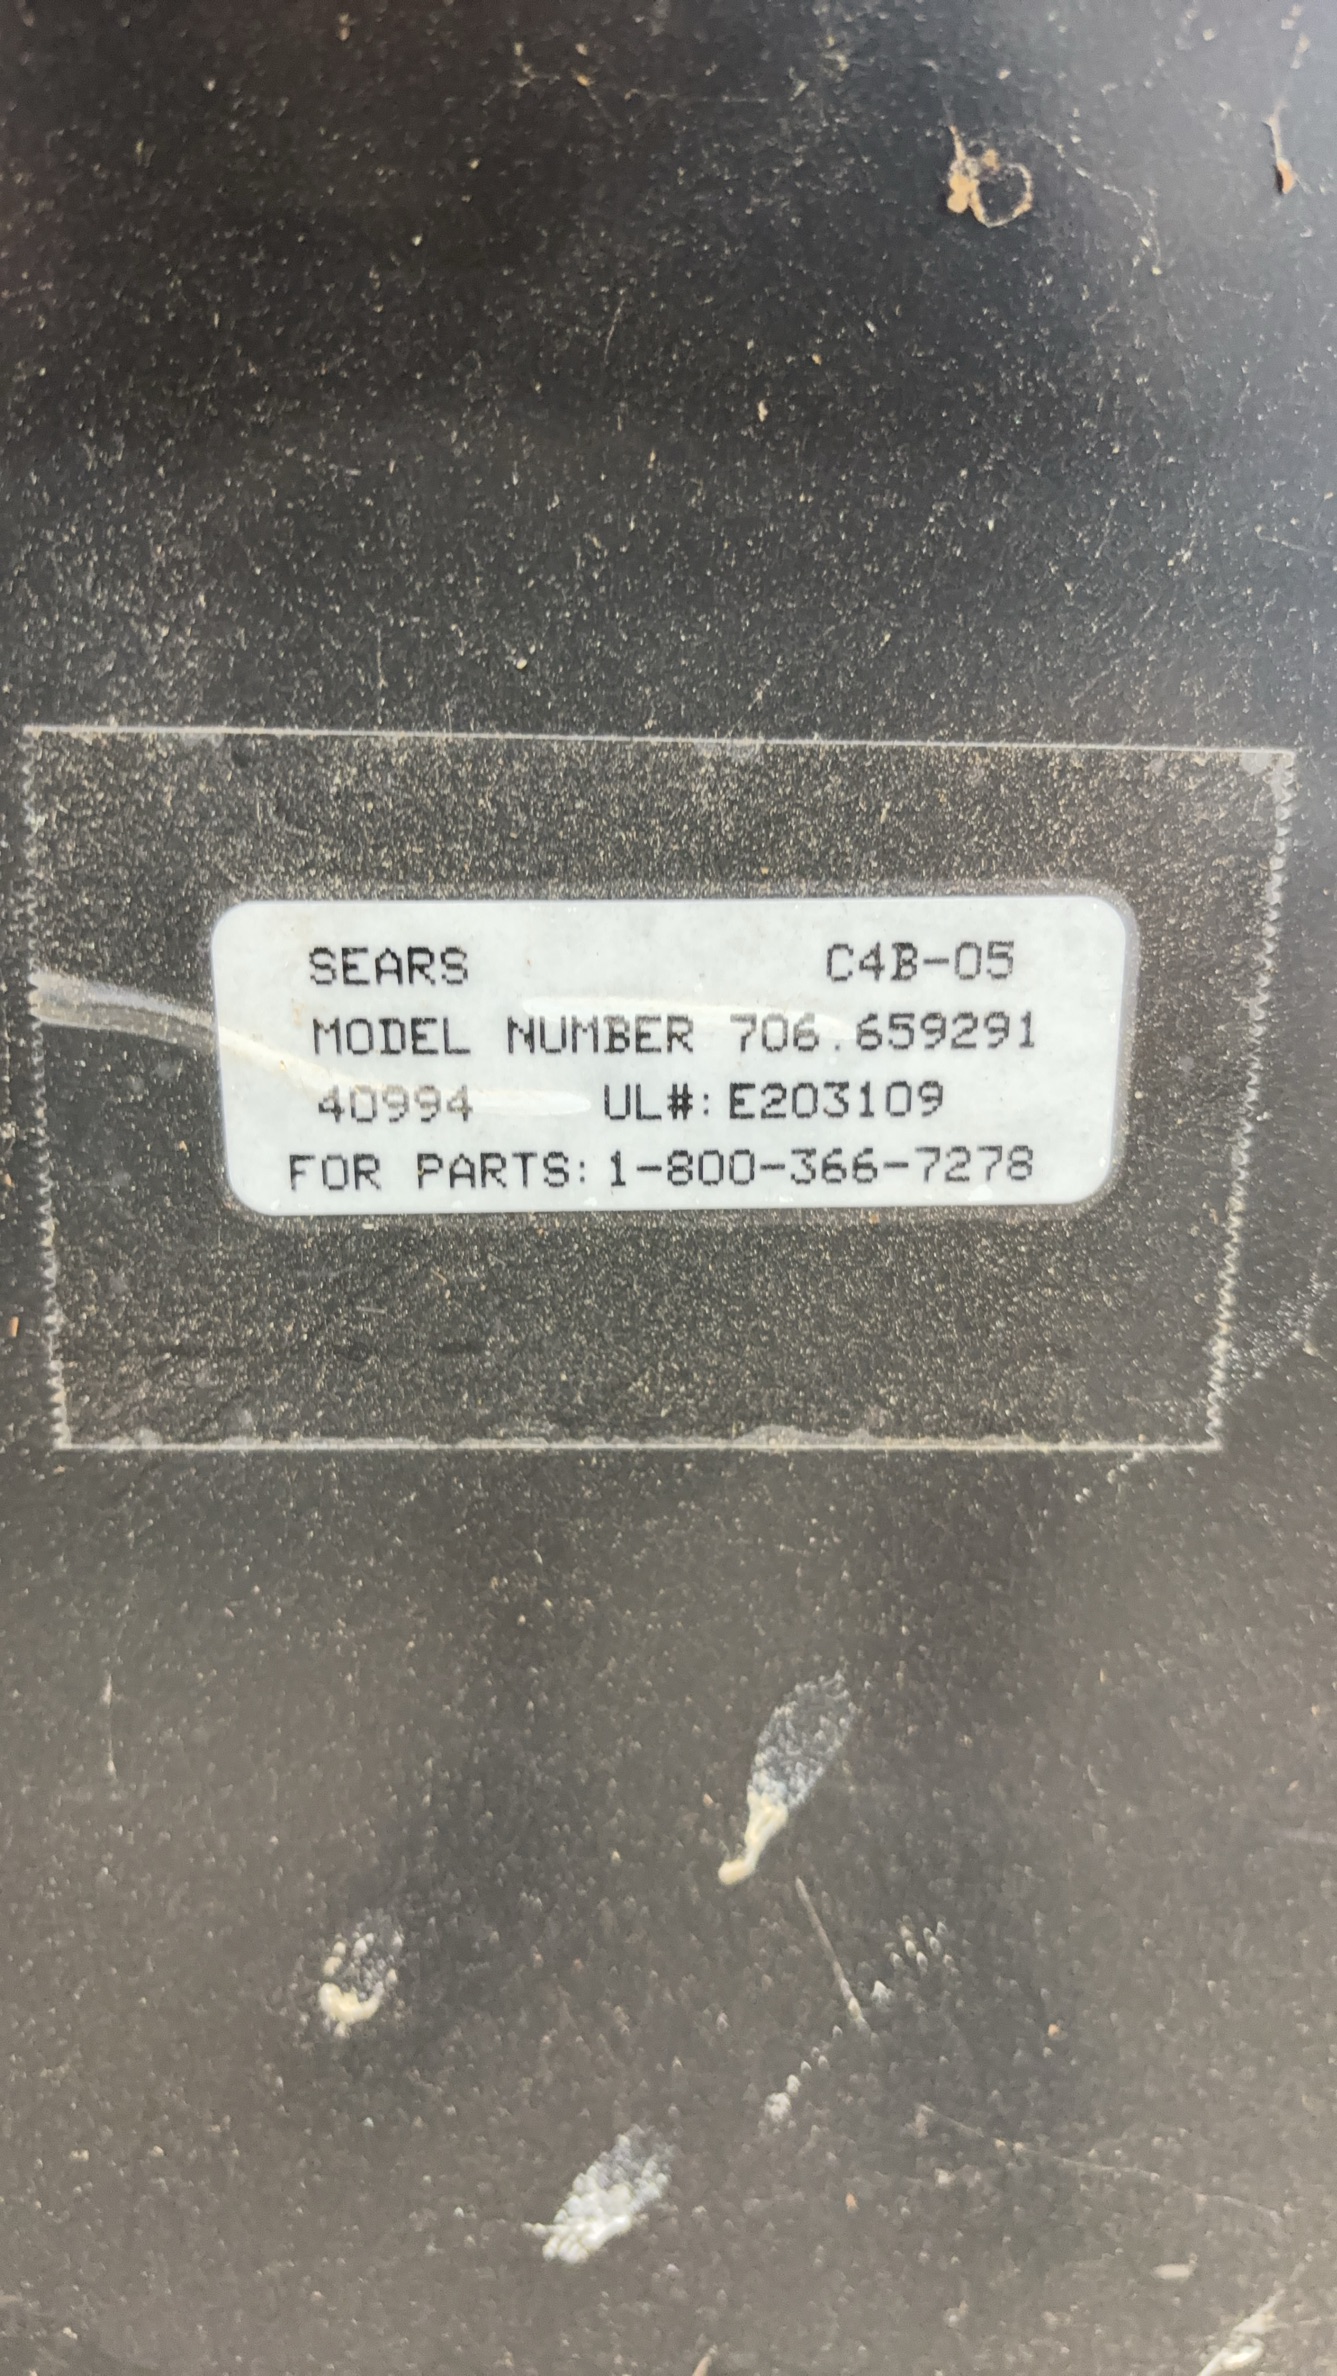 SEARS C4B-05
MODEL NUMBER 706.659291
40994 UL#: E203109
FOR PARTS: 1-800-366-7278